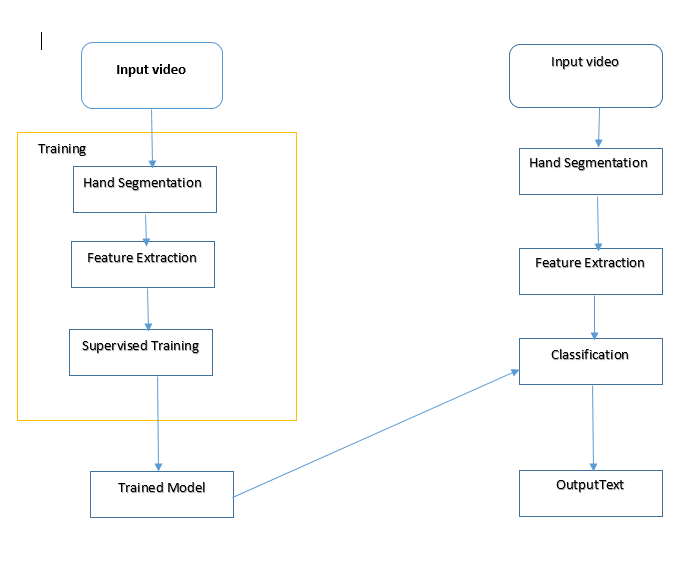 Input video
Training
Hand Segmentation
Feature Extraction
Supervised Training
Trained Model
Input video
Hand Segmentation
Feature Extraction
Classification
OutputText